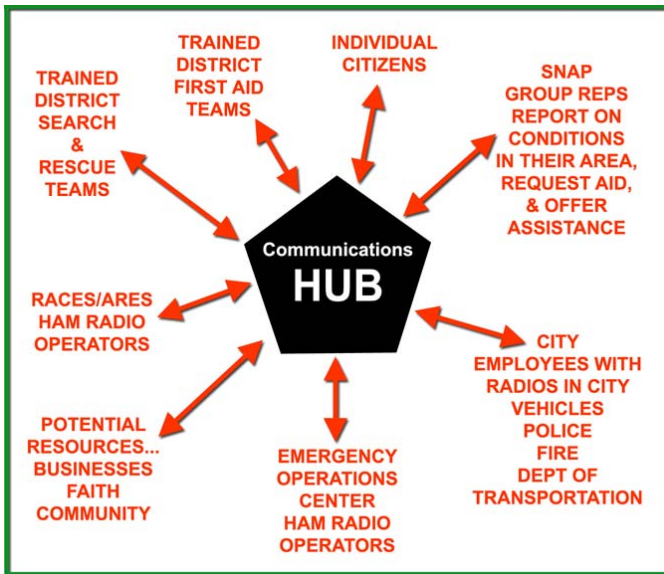 TRAINED
DISTRICT
SEARCH
&
RESCUE
TEAMS
TRAINED
DISTRICT
FIRST AID
TEAMS
INDIVIDUAL
CITIZENS
SNAP
GROUP REPS
REPORT ON
CONDITIONS
IN THEIR AREA,
REQUEST AID,
& OFFER
ASSISTANCE
Communications
HUB
RACES/ARES
HAM RADIO
OPERATORS
POTENTIAL
RESOURCES...
BUSINESSES
FAITH
COMMUNITY
EMERGENCY
OPERATIONS
CENTER
HAM RADIO
OPERATORS
CITY
EMPLOYEES WITH
RADIOS IN CITY
VEHICLES
POLICE
FIRE
DEPT OF
TRANSPORTATION